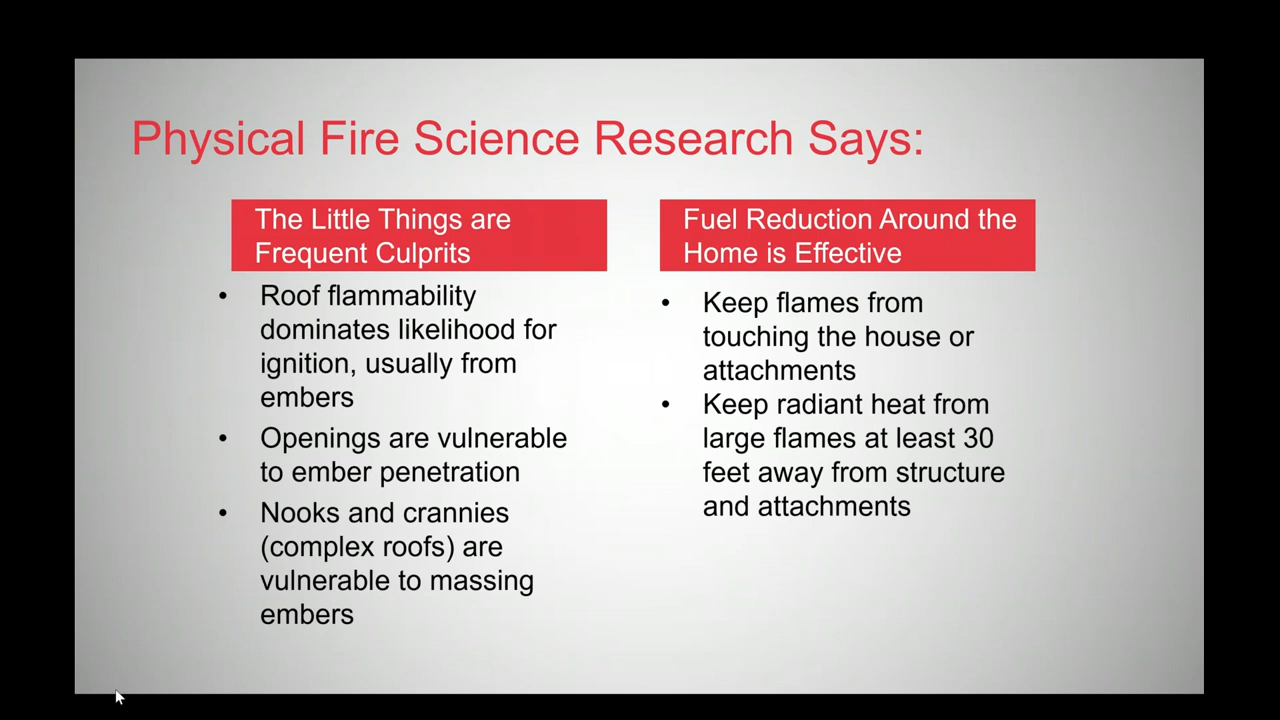 Physical Fire Science Research Says:
The Little Things are
Frequent Culprits
• Roof flammability
dominates likelihood for
ignition, usually from
embers
• Openings are vulnerable
to ember penetration
• Nooks and crannies
(complex roofs) are
vulnerable to massing
embers
Fuel Reduction Around the
Home is Effective
• Keep flames from
touching the house or
attachments
• Keep radiant heat from
large flames at least 30
feet away from structure
and attachments